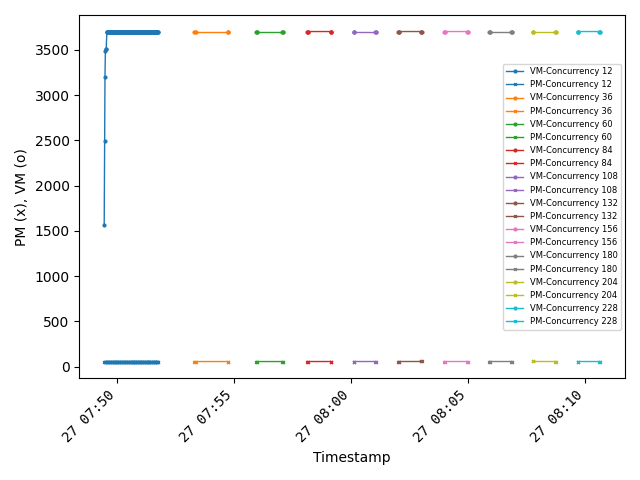 PM (x), VM (o)
3500
3000
2500
2000
1500
1000
500
0
VM-Concurrency 12
PM-Concurrency 12
VM-Concurrency 36
PM-Concurrency 36
VM-Concurrency 60
PM-Concurrency 60
VM-Concurrency 84
PM-Concurrency 84
VM-Concurrency 108
PM-Concurrency 108
VM-Concurrency 132
PM-Concurrency 132
VM-Concurrency 156
PM-Concurrency 156
VM-Concurrency 180
PM-Concurrency 180
VM-Concurrency 204
PM-Concurrency 204
VM-Concurrency 228
PM-Concurrency 228
27 07:50
27 07:55
27 08:00
27 08:05
27 08:10
Timestamp